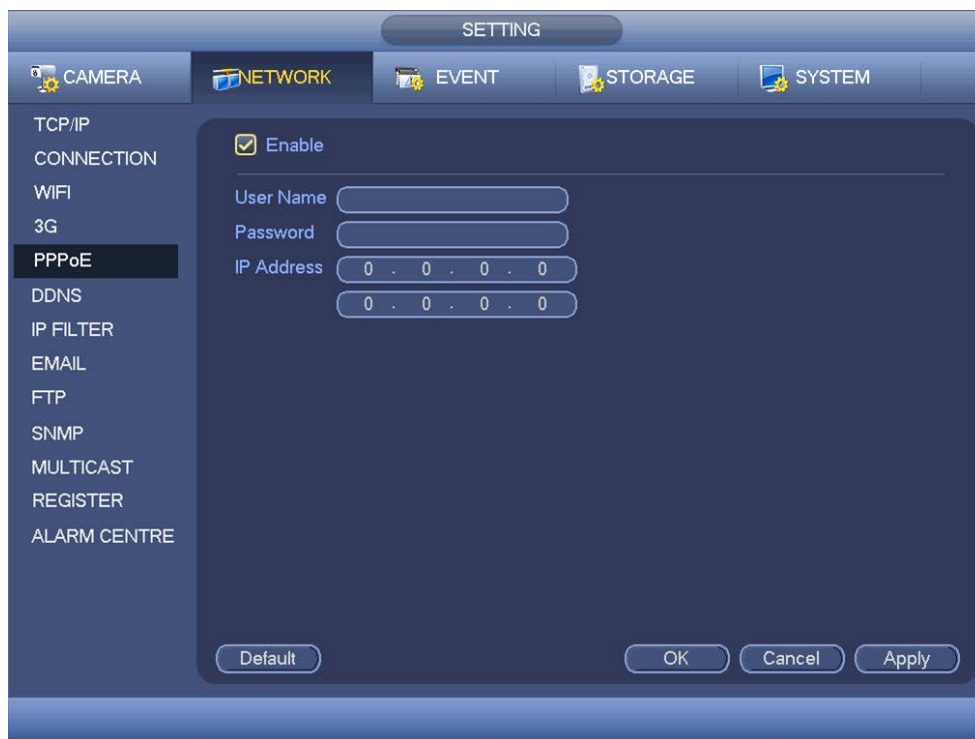 SETTING
CAMERA NETWORK EVENT STORAGE SYSTEM
TCP/IP
CONNECTION
WIFI
3G
PPPoE
DDNS
IP FILTER
EMAIL
FTP
SNMP
MULTICAST
REGISTER
ALARM CENTRE
Enable
User Name
Password
IP Address 0 . 0 . 0 . 0
0 . 0 . 0 . 0
Default OK Cancel Apply